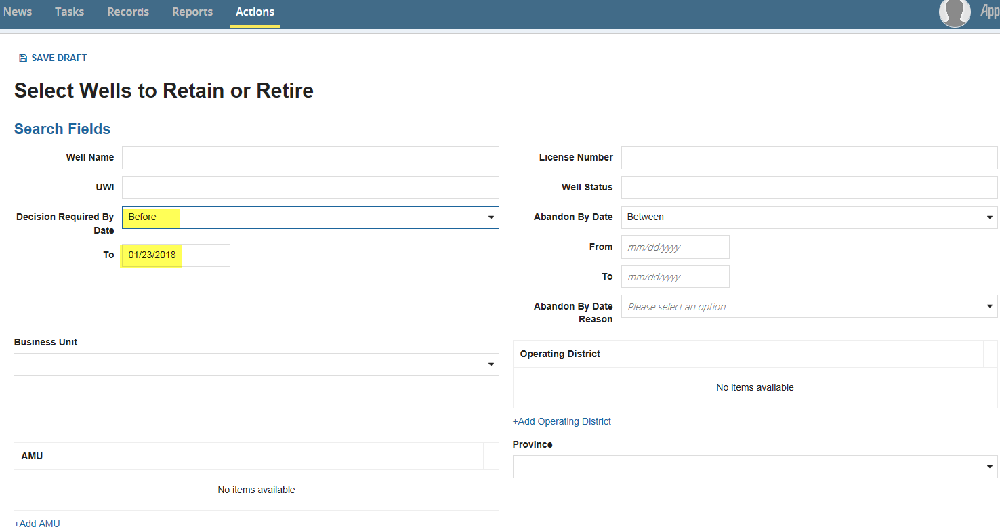 News Tasks Records Reports Actions App
SAVE DRAFT
Select Wells to Retain or Retire
Search Fields
Well Name
License Number
UWI
Well Status
Decision Required By Date
Before
Abandon By Date
Between
To
01/23/2018
From
mm/dd/yyyy
To
mm/dd/yyyy
Abandon By Date Reason
Please select an option
Business Unit
Operating District
No items available
+Add Operating District
AMU
No items available
+Add AMU
Province